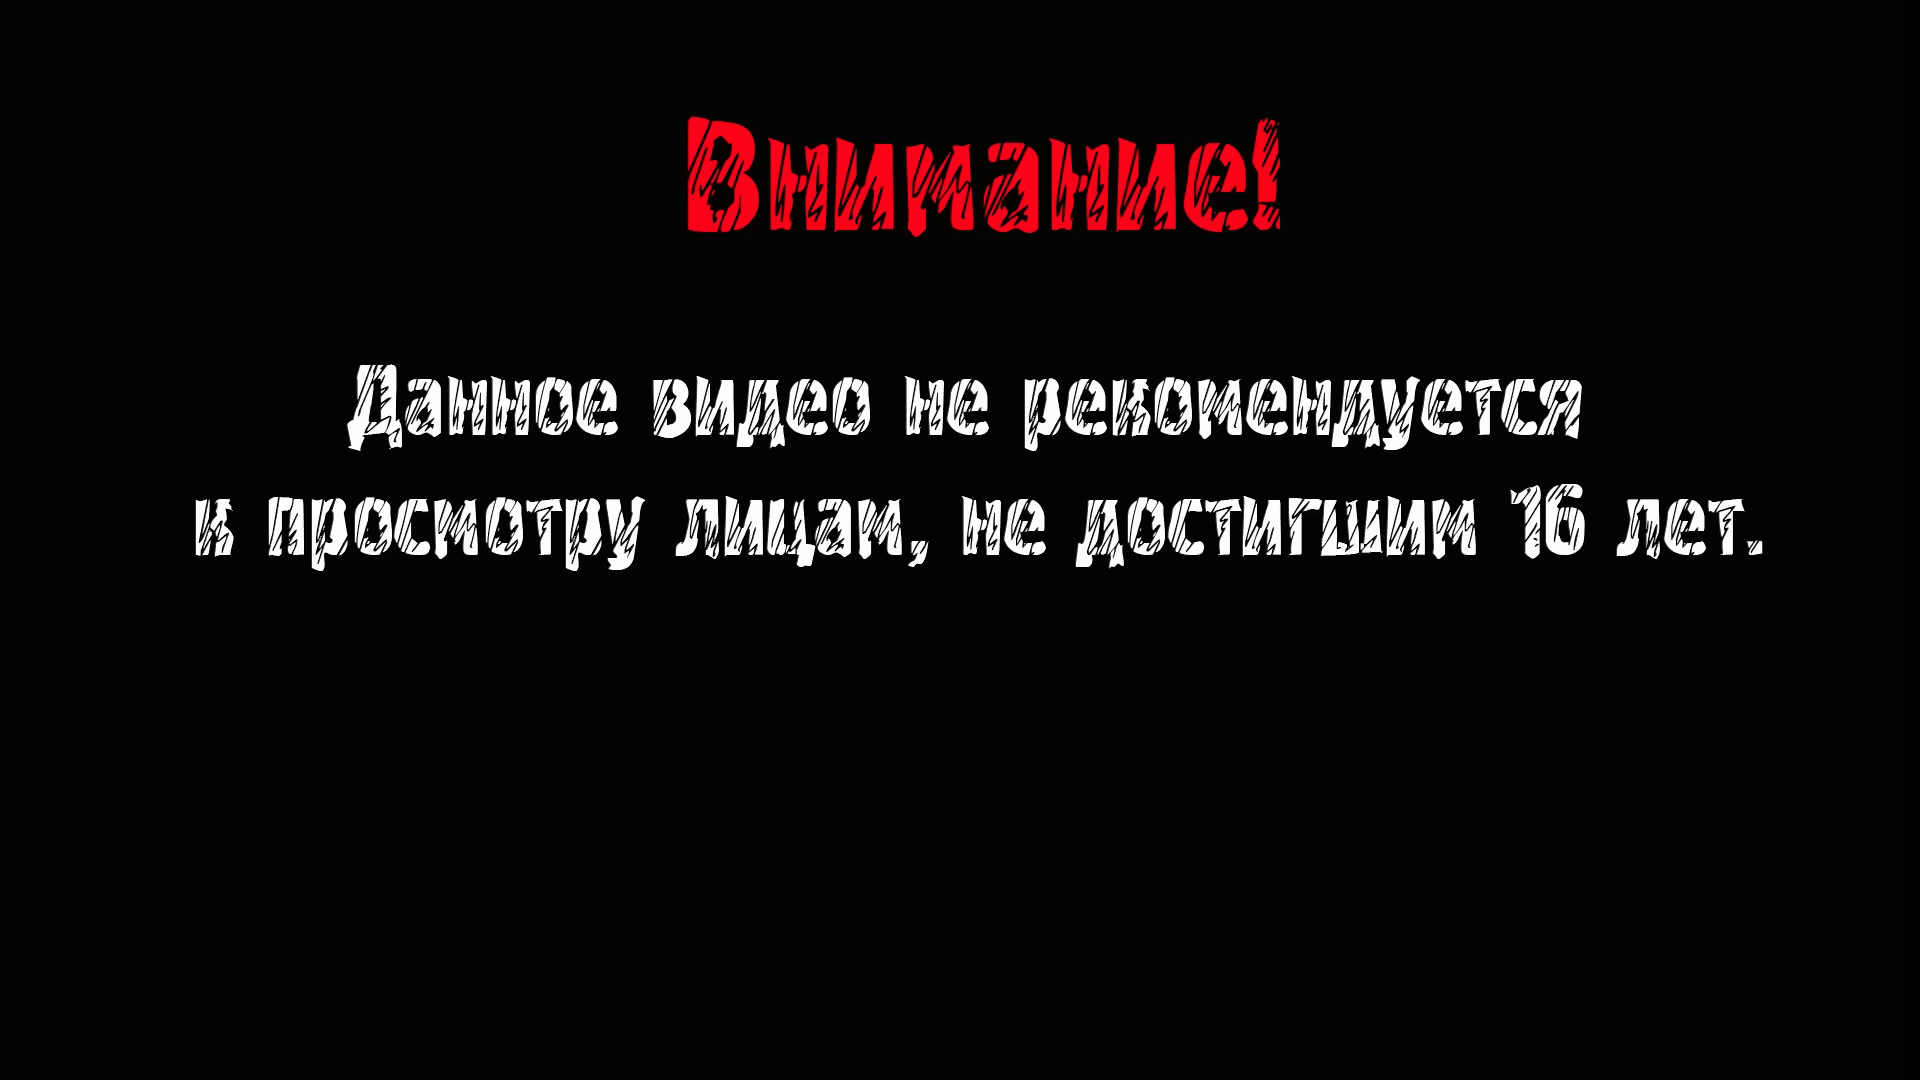 Внимание!
Данное видео не рекомендуется
к просмотру лицам, не достигшим 16 лет.